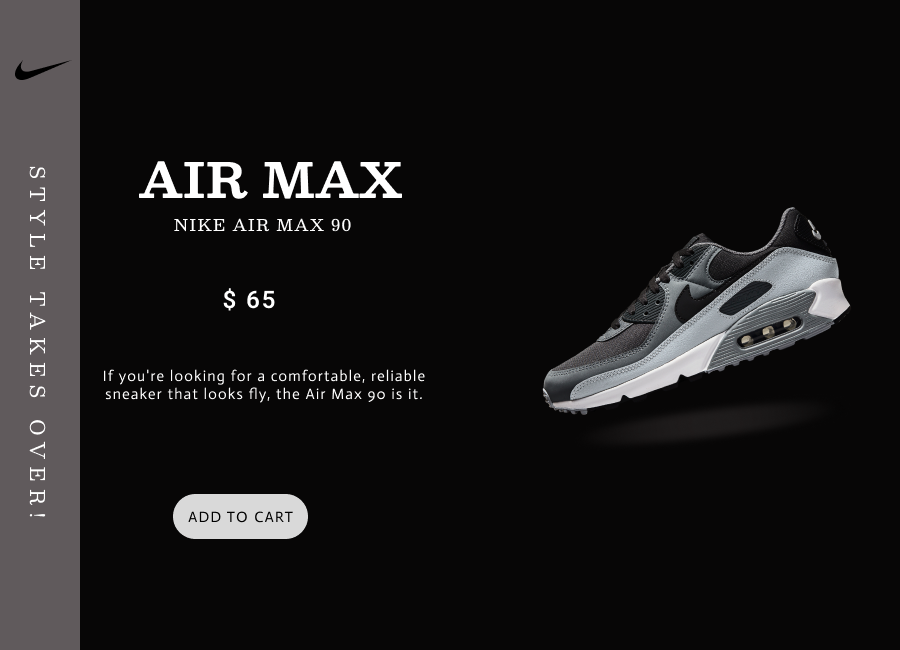 STYLE TAKES OVER!
AIR MAX
NIKE AIR MAX 90
$ 65
If you're looking for a comfortable, reliable
sneaker that looks fly, the Air Max 90 is it.
ADD TO CART